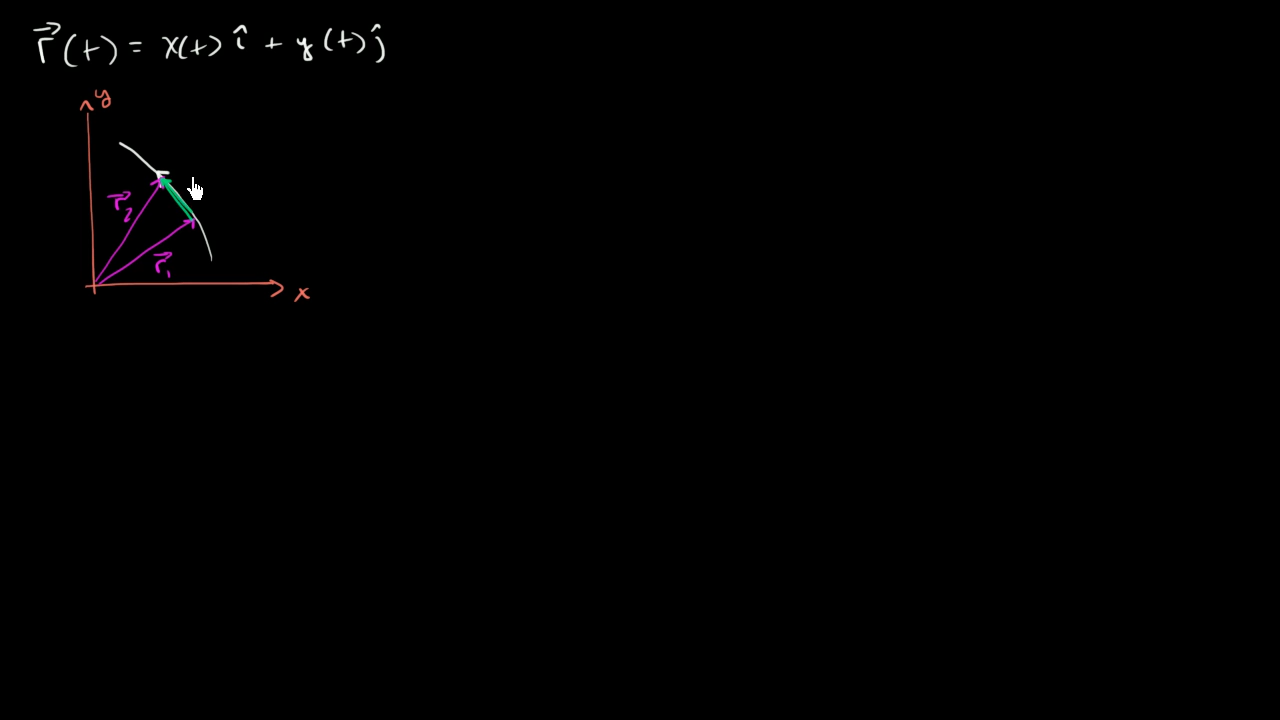 r⃗(t) = x(t) î + y(t) ĵ
y
r⃗₂
r⃗₁
x